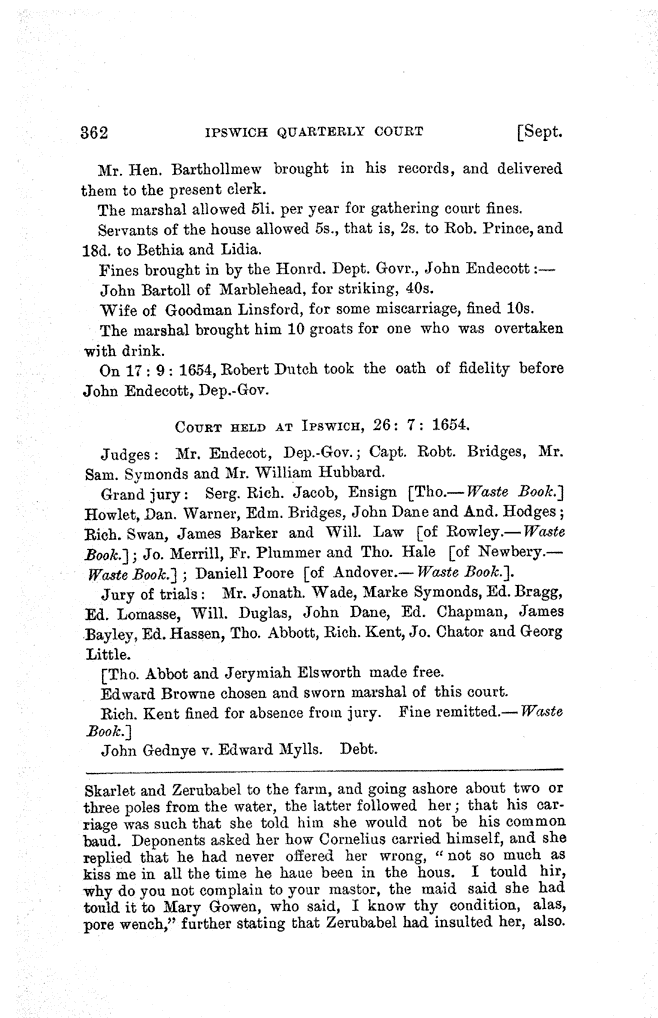 362 IPSWICH QUARTERLY COURT [Sept.
Mr. Hen. Barthollmew brought in his records, and delivered
them to the present clerk.
The marshal allowed 5li. per year for gathering court fines.
Servants of the house allowed 5s., that is, 2s. to Rob. Prince, and
18d. to Bethia and Lidia.
Fines brought in by the Honrd. Dept. Govr., John Endecott :—
John Bartoll of Marblehead, for striking, 40s.
Wife of Goodman Linsford, for some miscarriage, fined 10s.
The marshal brought him 10 groats for one who was overtaken
with drink.
On 17 : 9 : 1654, Robert Dutch took the oath of fidelity before
John Endecott, Dep.-Gov.
COURT HELD AT IPSWICH, 26: 7: 1654.
Judges: Mr. Endecot, Dep.-Gov.; Capt. Robt. Bridges, Mr.
Sam. Symonds and Mr. William Hubbard.
Grand jury: Serg. Rich. Jacob, Ensign [Tho.—Waste Book.]
Howlet, Dan. Warner, Edm. Bridges, John Dane and And. Hodges;
Rich. Swan, James Barker and Will. Law [of Rowley.—Waste
Book.]; Jo. Merrill, Fr. Plummer and Tho. Hale [of Newbery.—
Waste Book.] ; Daniell Poore [of Andover.—Waste Book.].
Jury of trials: Mr. Jonath. Wade, Marke Symonds, Ed. Bragg,
Ed. Lomasse, Will. Duglas, John Dane, Ed. Chapman, James
Bayley, Ed. Hassen, Tho. Abbott, Rich. Kent, Jo. Chator and Georg
Little.
[Tho. Abbot and Jerymiah Elsworth made free.
Edward Browne chosen and sworn marshal of this court.
Rich. Kent fined for absence from jury. Fine remitted.—Waste
Book.]
John Gednye v. Edward Mylls. Debt.
Skarlet and Zerubabel to the farm, and going ashore about two or
three poles from the water, the latter followed her; that his car-
riage was such that she told him she would not be his common
baud. Deponents asked her how Cornelius carried himself, and she
replied that he had never offered her wrong, "not so much as
kiss me in all the time he haue been in the hous. I tould hir,
why do you not complain to your mastor, the maid said she had
tould it to Mary Gowen, who said, I know thy condition, alas,
pore wench," further stating that Zerubabel had insulted her, also.